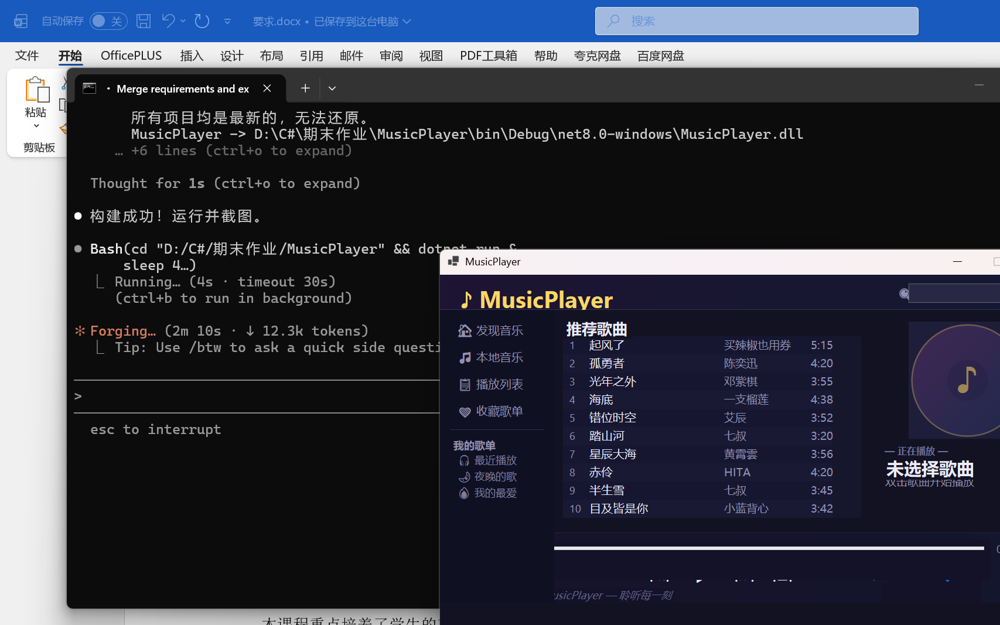 自动保存 关 要求.docx • 已保存到这台电脑 搜索
文件 开始 OfficePLUS 插入 设计 布局 引用 邮件 审阅 视图 PDF工具箱 帮助 夸克网盘 百度网盘
粘贴
剪贴板
· Merge requirements and ex
所有项目均是最新的，无法还原。
MusicPlayer -> D:\C#\期末作业\MusicPlayer\bin\Debug\net8.0-windows\MusicPlayer.dll
… +6 lines (ctrl+o to expand)
Thought for 1s (ctrl+o to expand)
● 构建成功！运行并截图。
● Bash(cd "D:/C#/期末作业/MusicPlayer" && dotnet run &
sleep 4…)
Running… (4s · timeout 30s)
(ctrl+b to run in background)
Forging… (2m 10s · ↓ 12.3k tokens)
Tip: Use /btw to ask a quick side questi
>
esc to interrupt
MusicPlayer
♪ MusicPlayer
发现音乐
本地音乐
播放列表
收藏歌单
我的歌单
最近播放
夜晚的歌
我的最爱
推荐歌曲
1 起风了 买辣椒也用券 5:15
2 孤勇者 陈奕迅 4:20
3 光年之外 邓紫棋 3:55
4 海底 一支榴莲 4:38
5 错位时空 艾辰 3:52
6 踏山河 七叔 3:20
7 星辰大海 黄霄雲 3:56
8 赤伶 HITA 4:20
9 半生雪 七叔 3:45
10 目及皆是你 小蓝背心 3:42
— 正在播放 —
未选择歌曲
双击歌曲开始播放
usicPlayer — 聆听每一刻
本课程重点培养了学生的